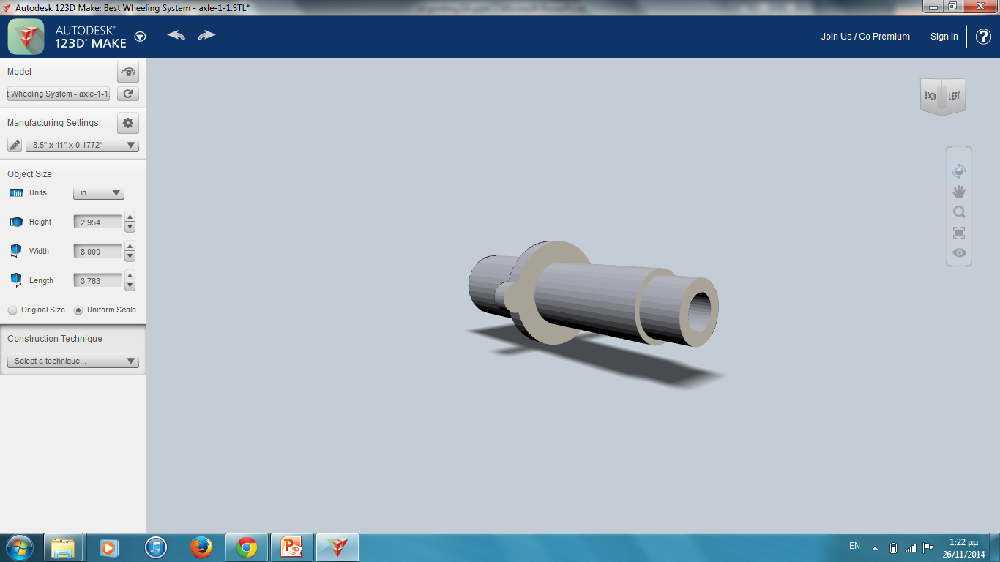 Autodesk 123D Make: Best Wheeling System - axle-1-1.STL*
AUTODESK®
123D® MAKE
Join Us / Go Premium
Sign In
?
Model
t Wheeling System - axle-1-1.
Manufacturing Settings
8.5" x 11" x 0.1772"
Object Size
Units
in
Height
2,954
Width
8,000
Length
3,763
Original Size
Uniform Scale
Construction Technique
Select a technique...
BACK
LEFT
EN
1:22 μμ
26/11/2014